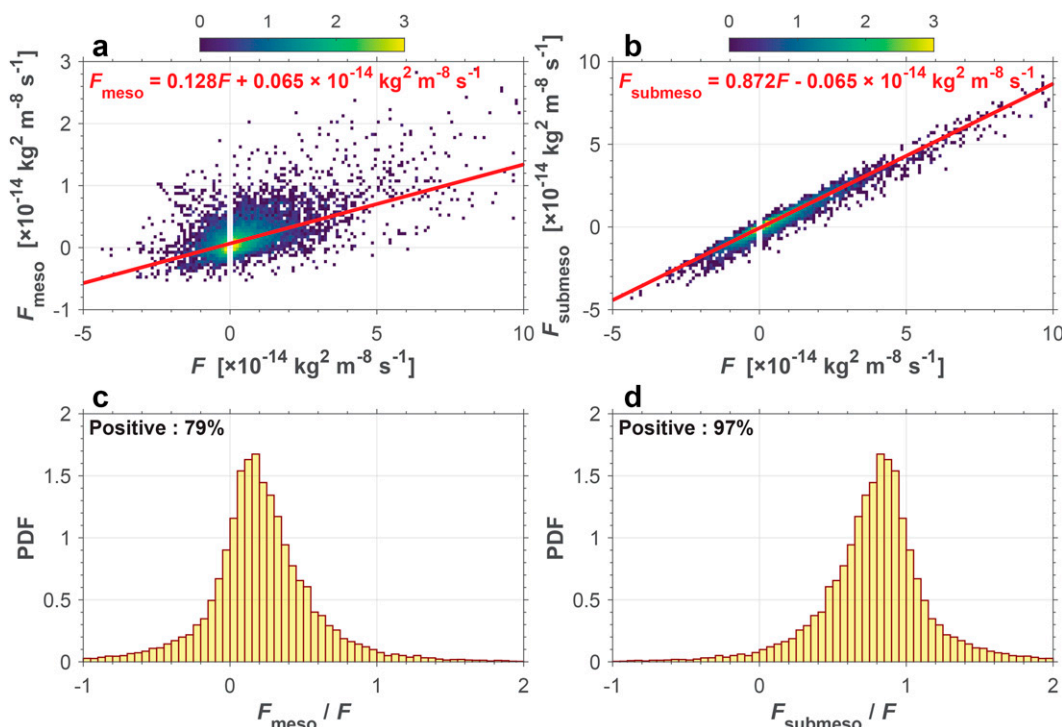 0 1 2 3
a
3
2
1
0
-1
F_meso = 0.128F + 0.065 × 10^-14 kg^2 m^-8 s^-1
F_meso [×10^-14 kg^2 m^-8 s^-1]
-5 0 5 10
F [×10^-14 kg^2 m^-8 s^-1]
0 1 2 3
b
10
5
0
-5
F_submeso = 0.872F - 0.065 × 10^-14 kg^2 m^-8 s^-1
F_submeso [×10^-14 kg^2 m^-8 s^-1]
-5 0 5 10
F [×10^-14 kg^2 m^-8 s^-1]
c
2
1.5
1
0.5
0
Positive : 79%
PDF
-1 0 1 2
F_meso / F
d
2
1.5
1
0.5
0
Positive : 97%
PDF
-1 0 1 2
F_submeso / F